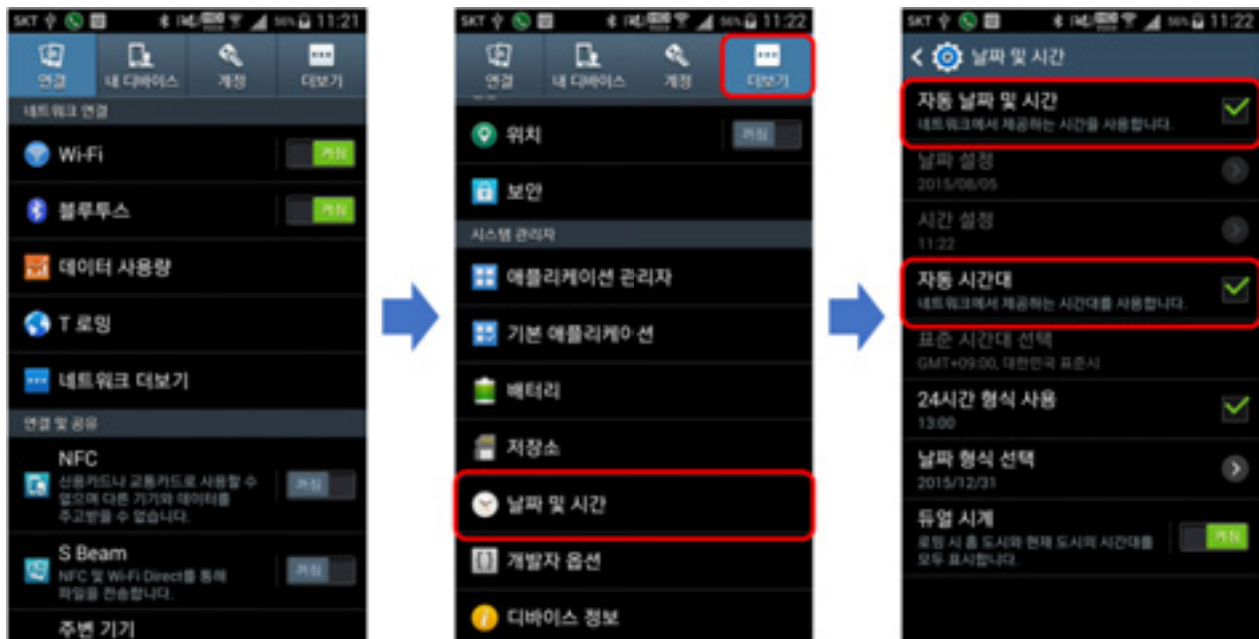 SKT 11:21
연결 내 디바이스 계정 더보기
네트워크 연결
Wi-Fi 켜짐
블루투스 켜짐
데이터 사용량
T 로밍
네트워크 더보기
연결 및 공유
NFC
신용카드나 교통카드로 사용할 수
없으며 다른 기기와 데이터를
주고받을 수 없습니다.
꺼짐
S Beam
NFC 및 Wi-Fi Direct를 통해
파일을 전송합니다.
꺼짐
주변 기기
SKT 11:22
연결 내 디바이스 계정 더보기
위치 꺼짐
보안
시스템 관리자
애플리케이션 관리자
기본 애플리케이션
배터리
저장소
날짜 및 시간
개발자 옵션
디바이스 정보
SKT 11:22
날짜 및 시간
자동 날짜 및 시간
네트워크에서 제공하는 시간을 사용합니다.
날짜 설정
2015/08/05
시간 설정
11:22
자동 시간대
네트워크에서 제공하는 시간대를 사용합니다.
표준 시간대 선택
GMT+09:00, 대한민국 표준시
24시간 형식 사용
13:00
날짜 형식 선택
2015/12/31
듀얼 시계
로밍 시 홈 도시와 현재 도시의 시간대를
모두 표시합니다.
켜짐